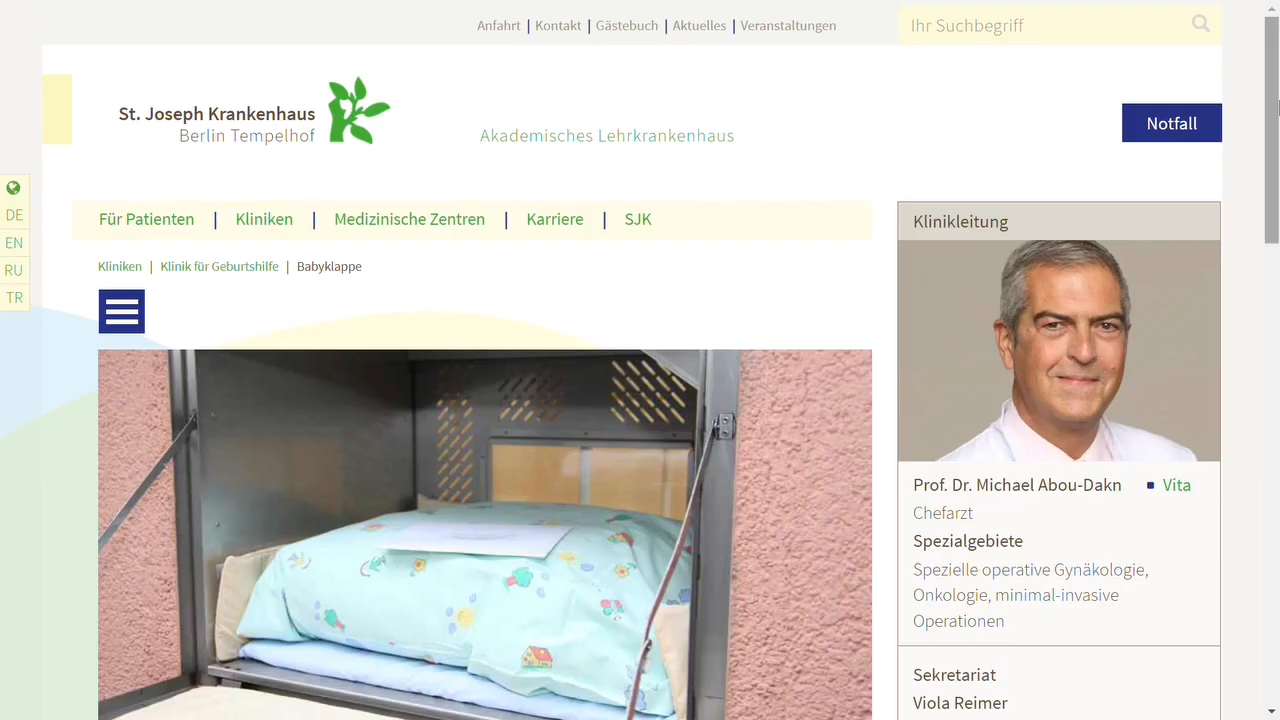 Anfahrt | Kontakt | Gästebuch | Aktuelles | Veranstaltungen
Ihr Suchbegriff
St. Joseph Krankenhaus
Berlin Tempelhof
Akademisches Lehrkrankenhaus
Notfall
DE
EN
RU
TR
Für Patienten | Kliniken | Medizinische Zentren | Karriere | SJK
Kliniken | Klinik für Geburtshilfe | Babyklappe
Klinikleitung
Prof. Dr. Michael Abou-Dakn
Vita
Chefarzt
Spezialgebiete
Spezielle operative Gynäkologie,
Onkologie, minimal-invasive
Operationen
Sekretariat
Viola Reimer